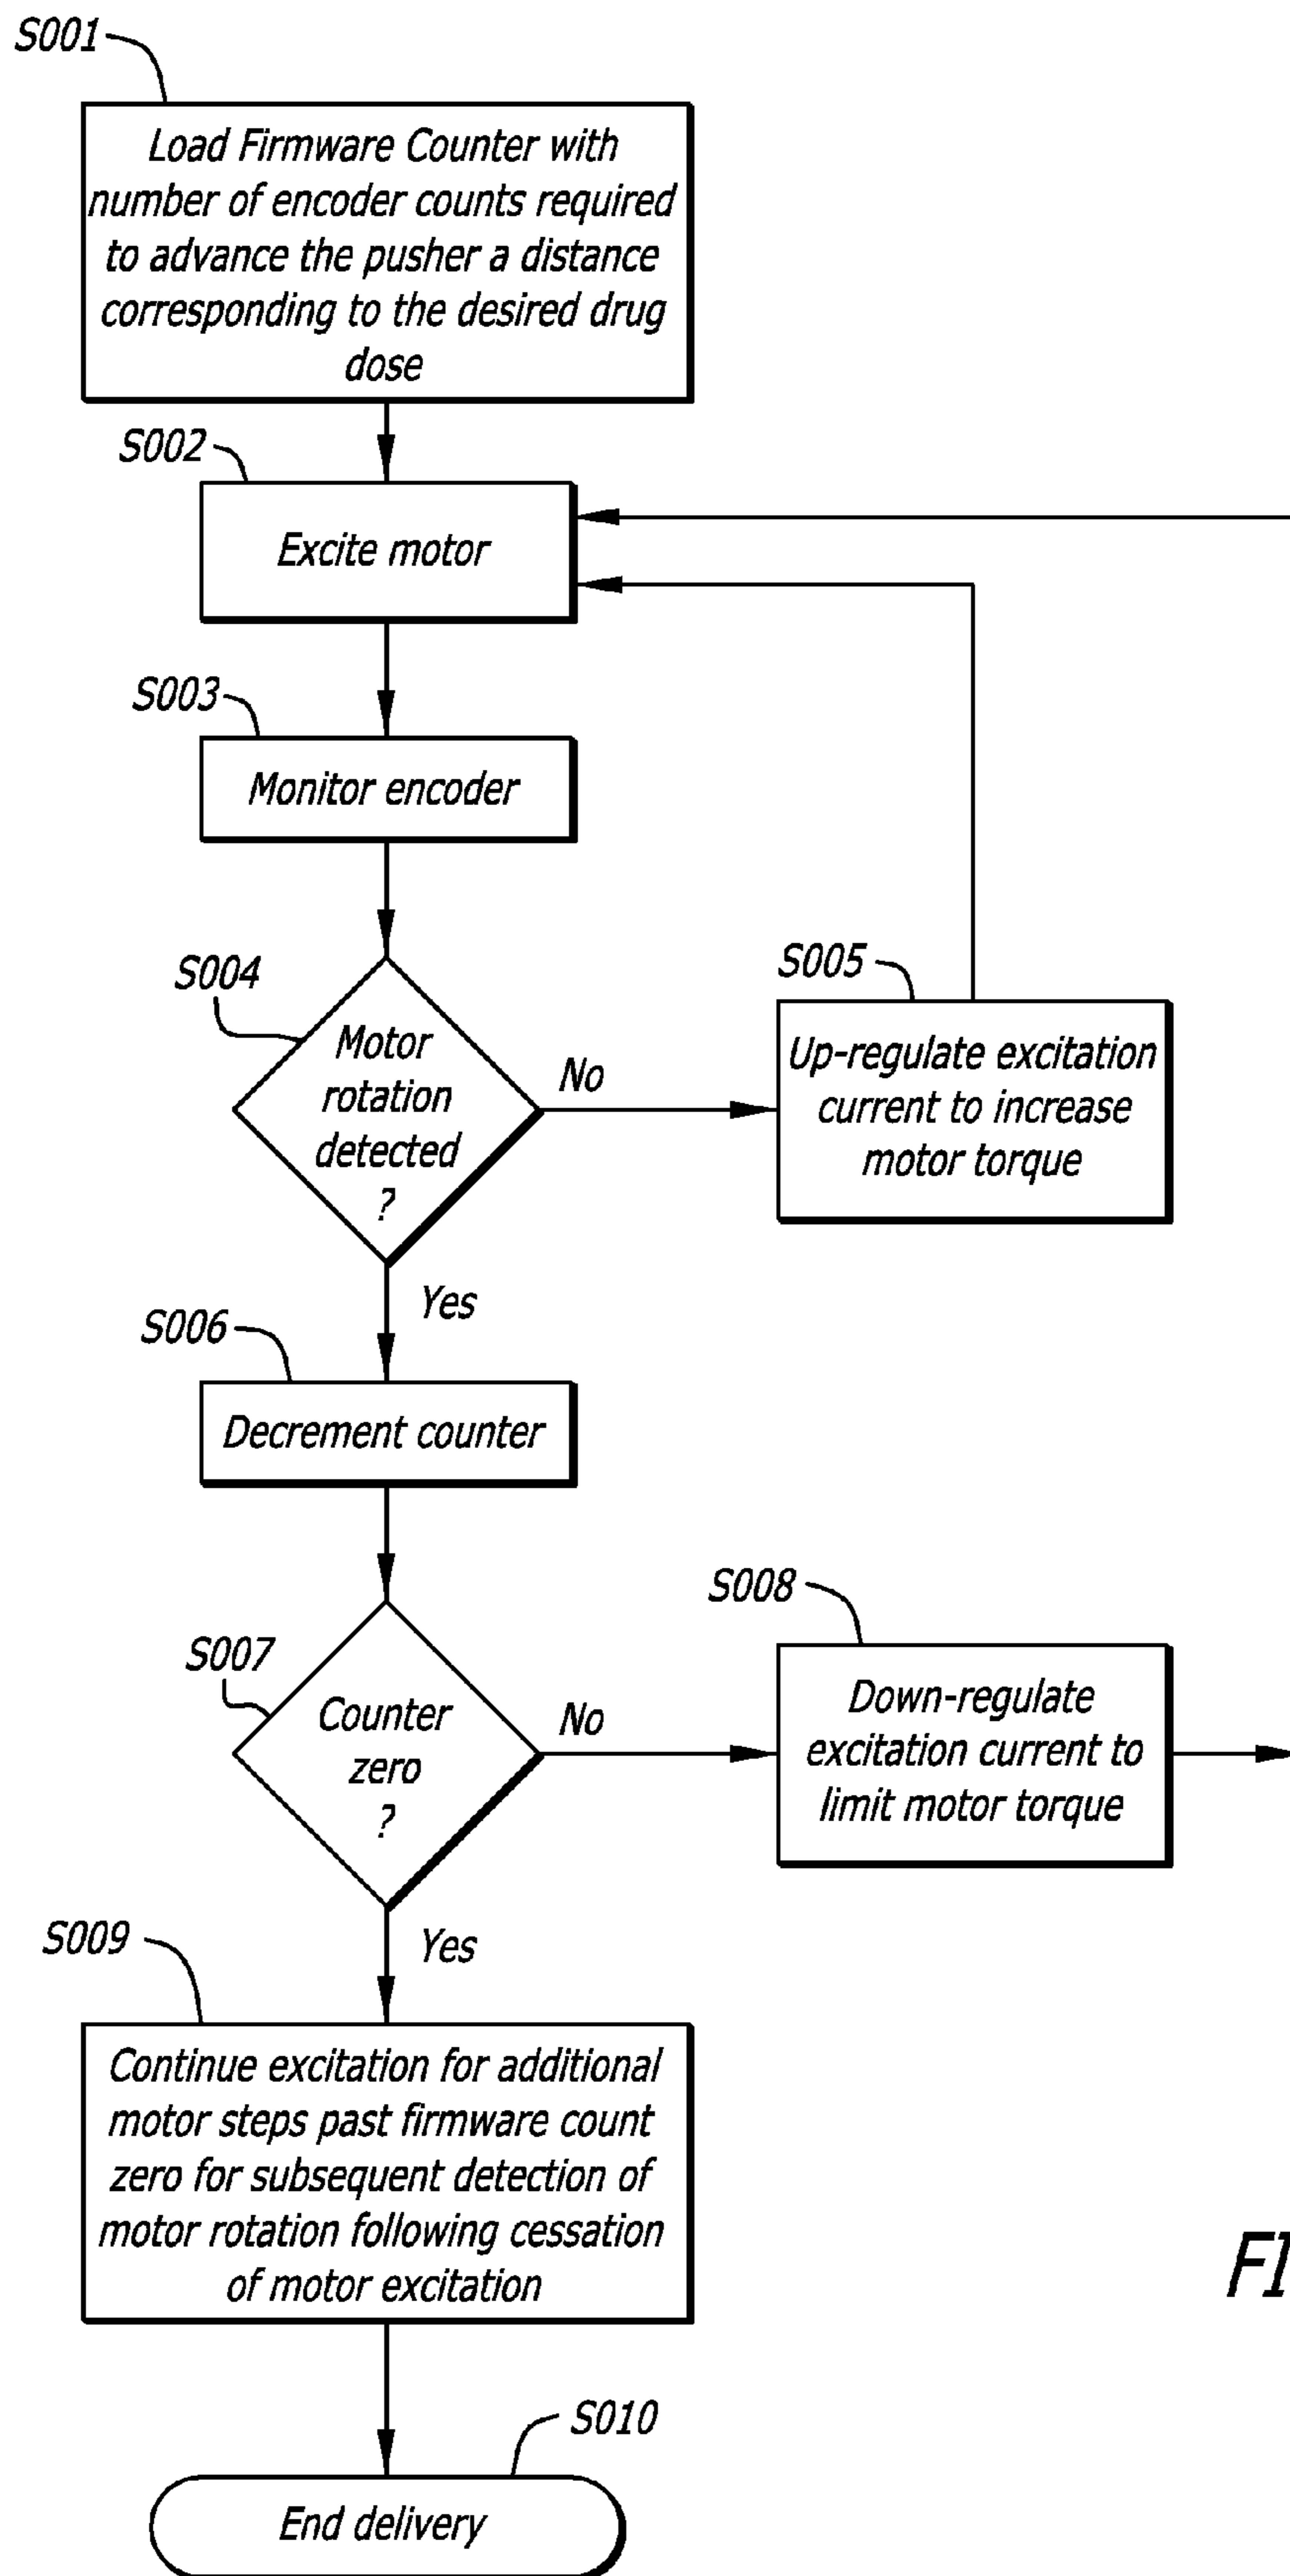 S001
Load Firmware Counter with
number of encoder counts required
to advance the pusher a distance
corresponding to the desired drug
dose
S002
Excite motor
S003
Monitor encoder
S004
Motor
rotation
detected
?
No
S005
Up-regulate excitation
current to increase
motor torque
Yes
S006
Decrement counter
S007
Counter
zero
?
No
S008
Down-regulate
excitation current to
limit motor torque
Yes
S009
Continue excitation for additional
motor steps past firmware count
zero for subsequent detection of
motor rotation following cessation
of motor excitation
FI
S010
End delivery